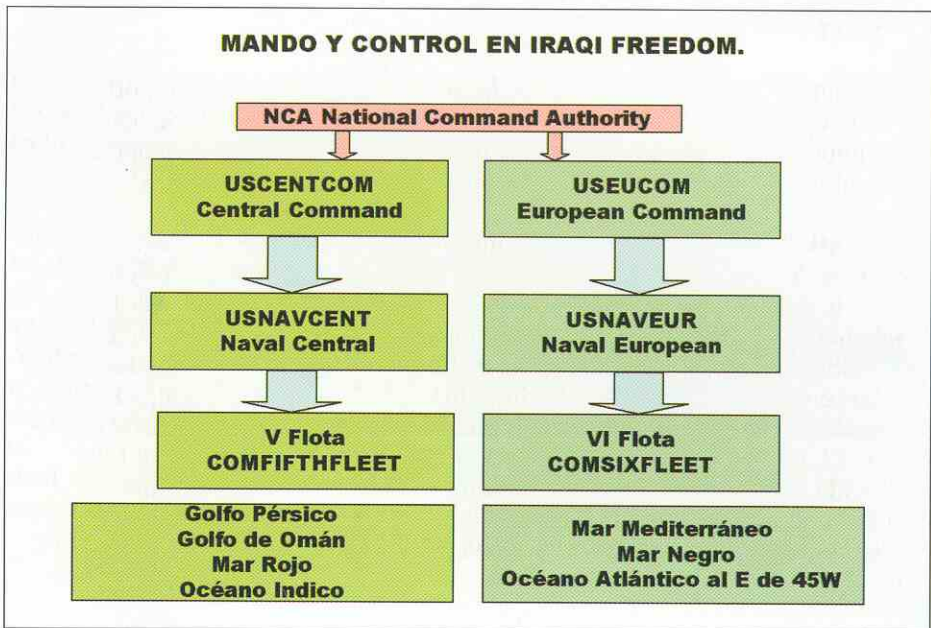 MANDO Y CONTROL EN IRAQI FREEDOM.
NCA National Command Authority
USCENTCOM
Central Command
USEUCOM
European Command
USNAVCENT
Naval Central
USNAVEUR
Naval European
V Flota
COMFIFTHFLEET
VI Flota
COMSIXFLEET
Golfo Pérsico
Golfo de Omán
Mar Rojo
Océano Indico
Mar Mediterráneo
Mar Negro
Océano Atlántico al E de 45W